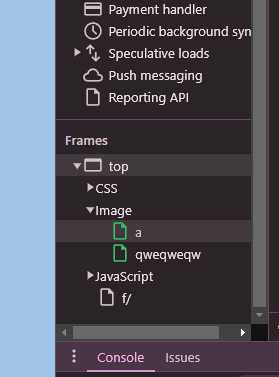 Payment handler
Periodic background syn
Speculative loads
Push messaging
Reporting API
Frames
top
CSS
Image
a
qweqweqw
JavaScript
f/
Console
Issues